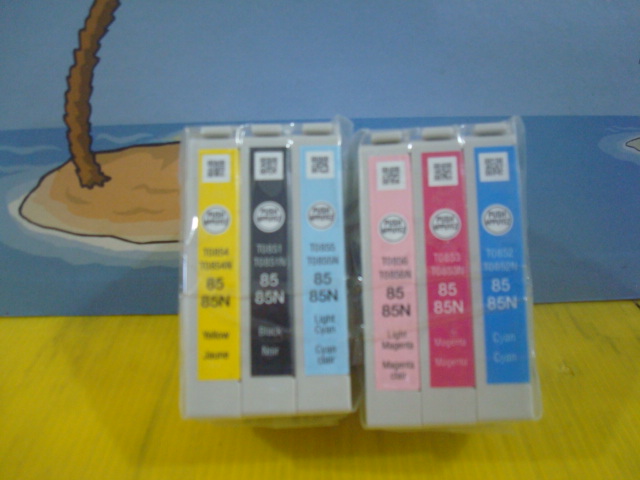 T0854
T0854N
85
85N
Yellow
Jaune
T0851
T0851N
85
85N
Black
Noir
T0855
T0855N
85
85N
Light
Cyan
Cyan
clair
T0856
T0856N
85
85N
Light
Magenta
Magenta
clair
T0853
T0853N
85
85N
Magenta
Magenta
T0852
T0852N
85
85N
Cyan
Cyan